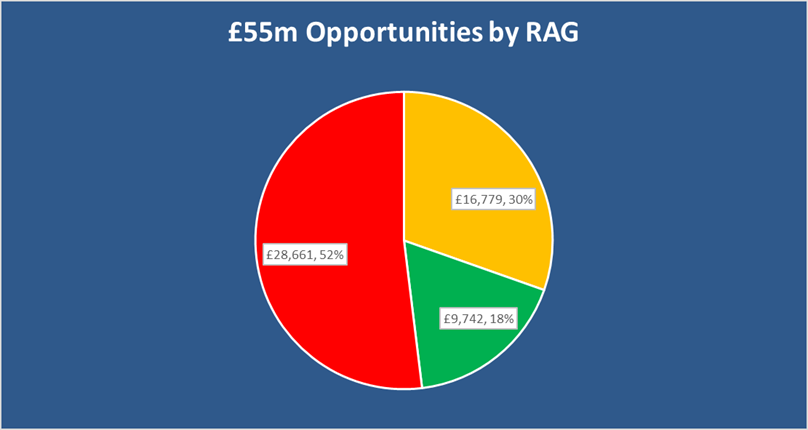 £55m Opportunities by RAG
£16,779, 30%
£28,661, 52%
£9,742, 18%